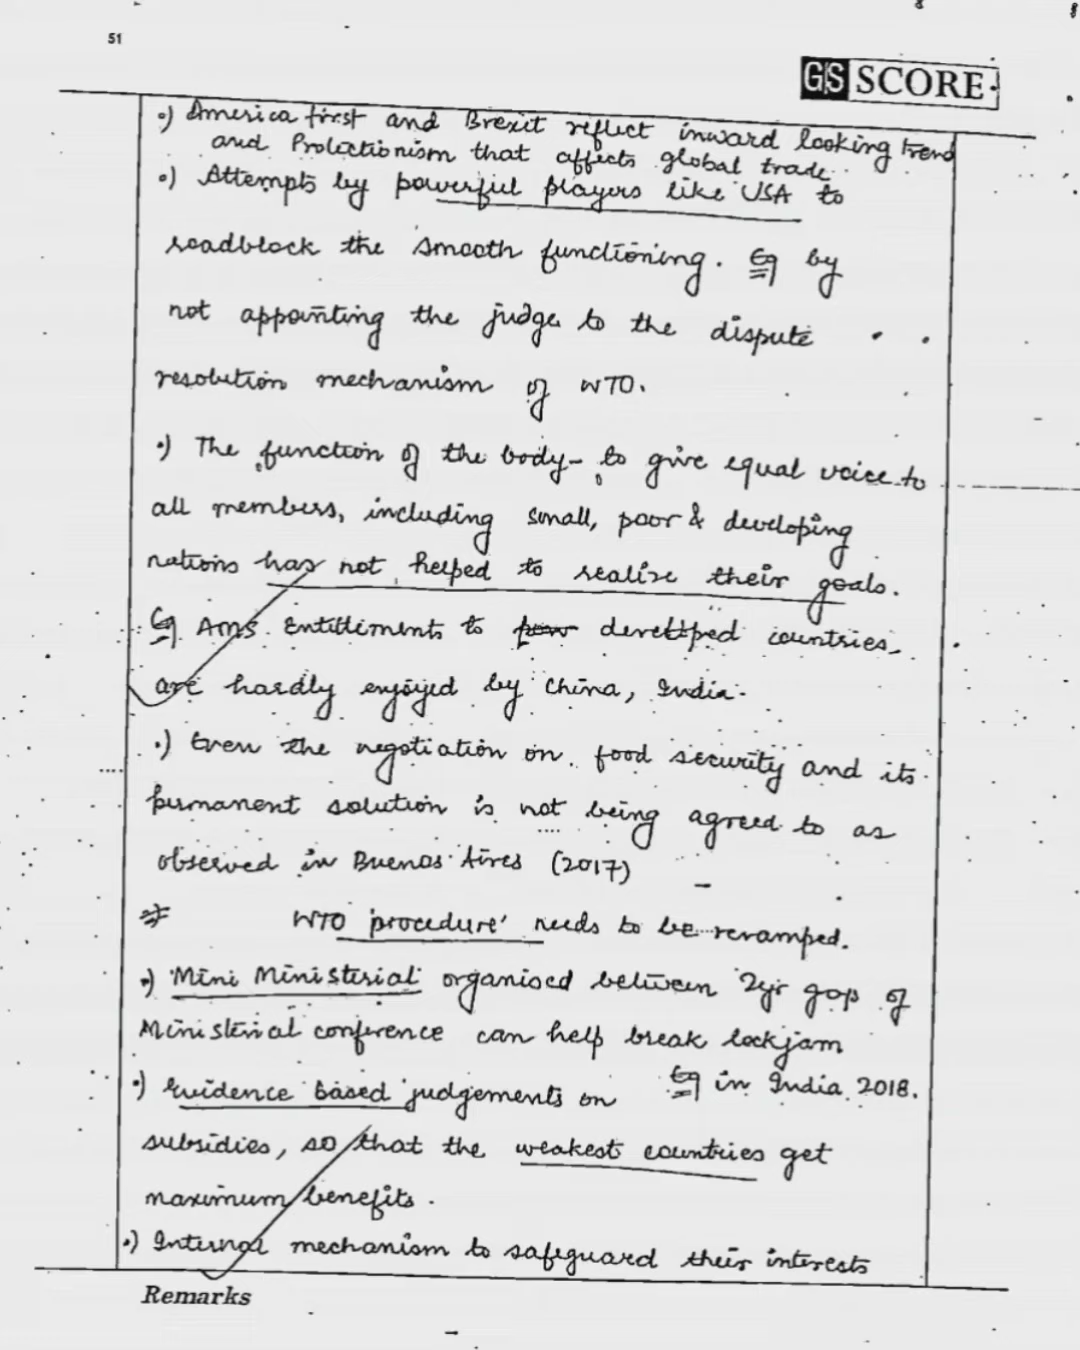 51
GS SCORE
•) America first and Brexit reflect inward looking trend
and Protectionism that affects global trade
•) Attempts by powerful players like USA to
roadblock the smooth functioning. Eg by
not appointing the judge to the dispute
resolution mechanism of WTO.
•) The function of the body - to give equal voice to
all members, including small, poor & developing
nations has not helped to realise their goals.
Eg. AMS Entitlements to developed countries
are hardly enjoyed by China, India.
•) Even the negotiation on food security and its
permanent solution is not being agreed to as
observed in Buenos Aires (2017)
⇒ WTO 'procedure' needs to be revamped.
•) 'Mini Ministerial' organised between 2yr gap of
Ministerial conference can help break lockjam
Eg in India 2018.
•) Evidence based judgements on
subsidies, so that the weakest countries get
maximum benefits.
•) Internal mechanism to safeguard their interests
Remarks